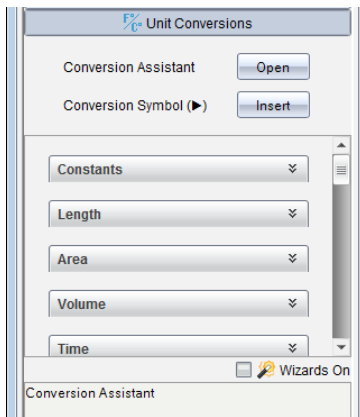 F°/C° Unit Conversions
Conversion Assistant Open
Conversion Symbol (►) Insert
Constants
Length
Area
Volume
Time
Wizards On
Conversion Assistant